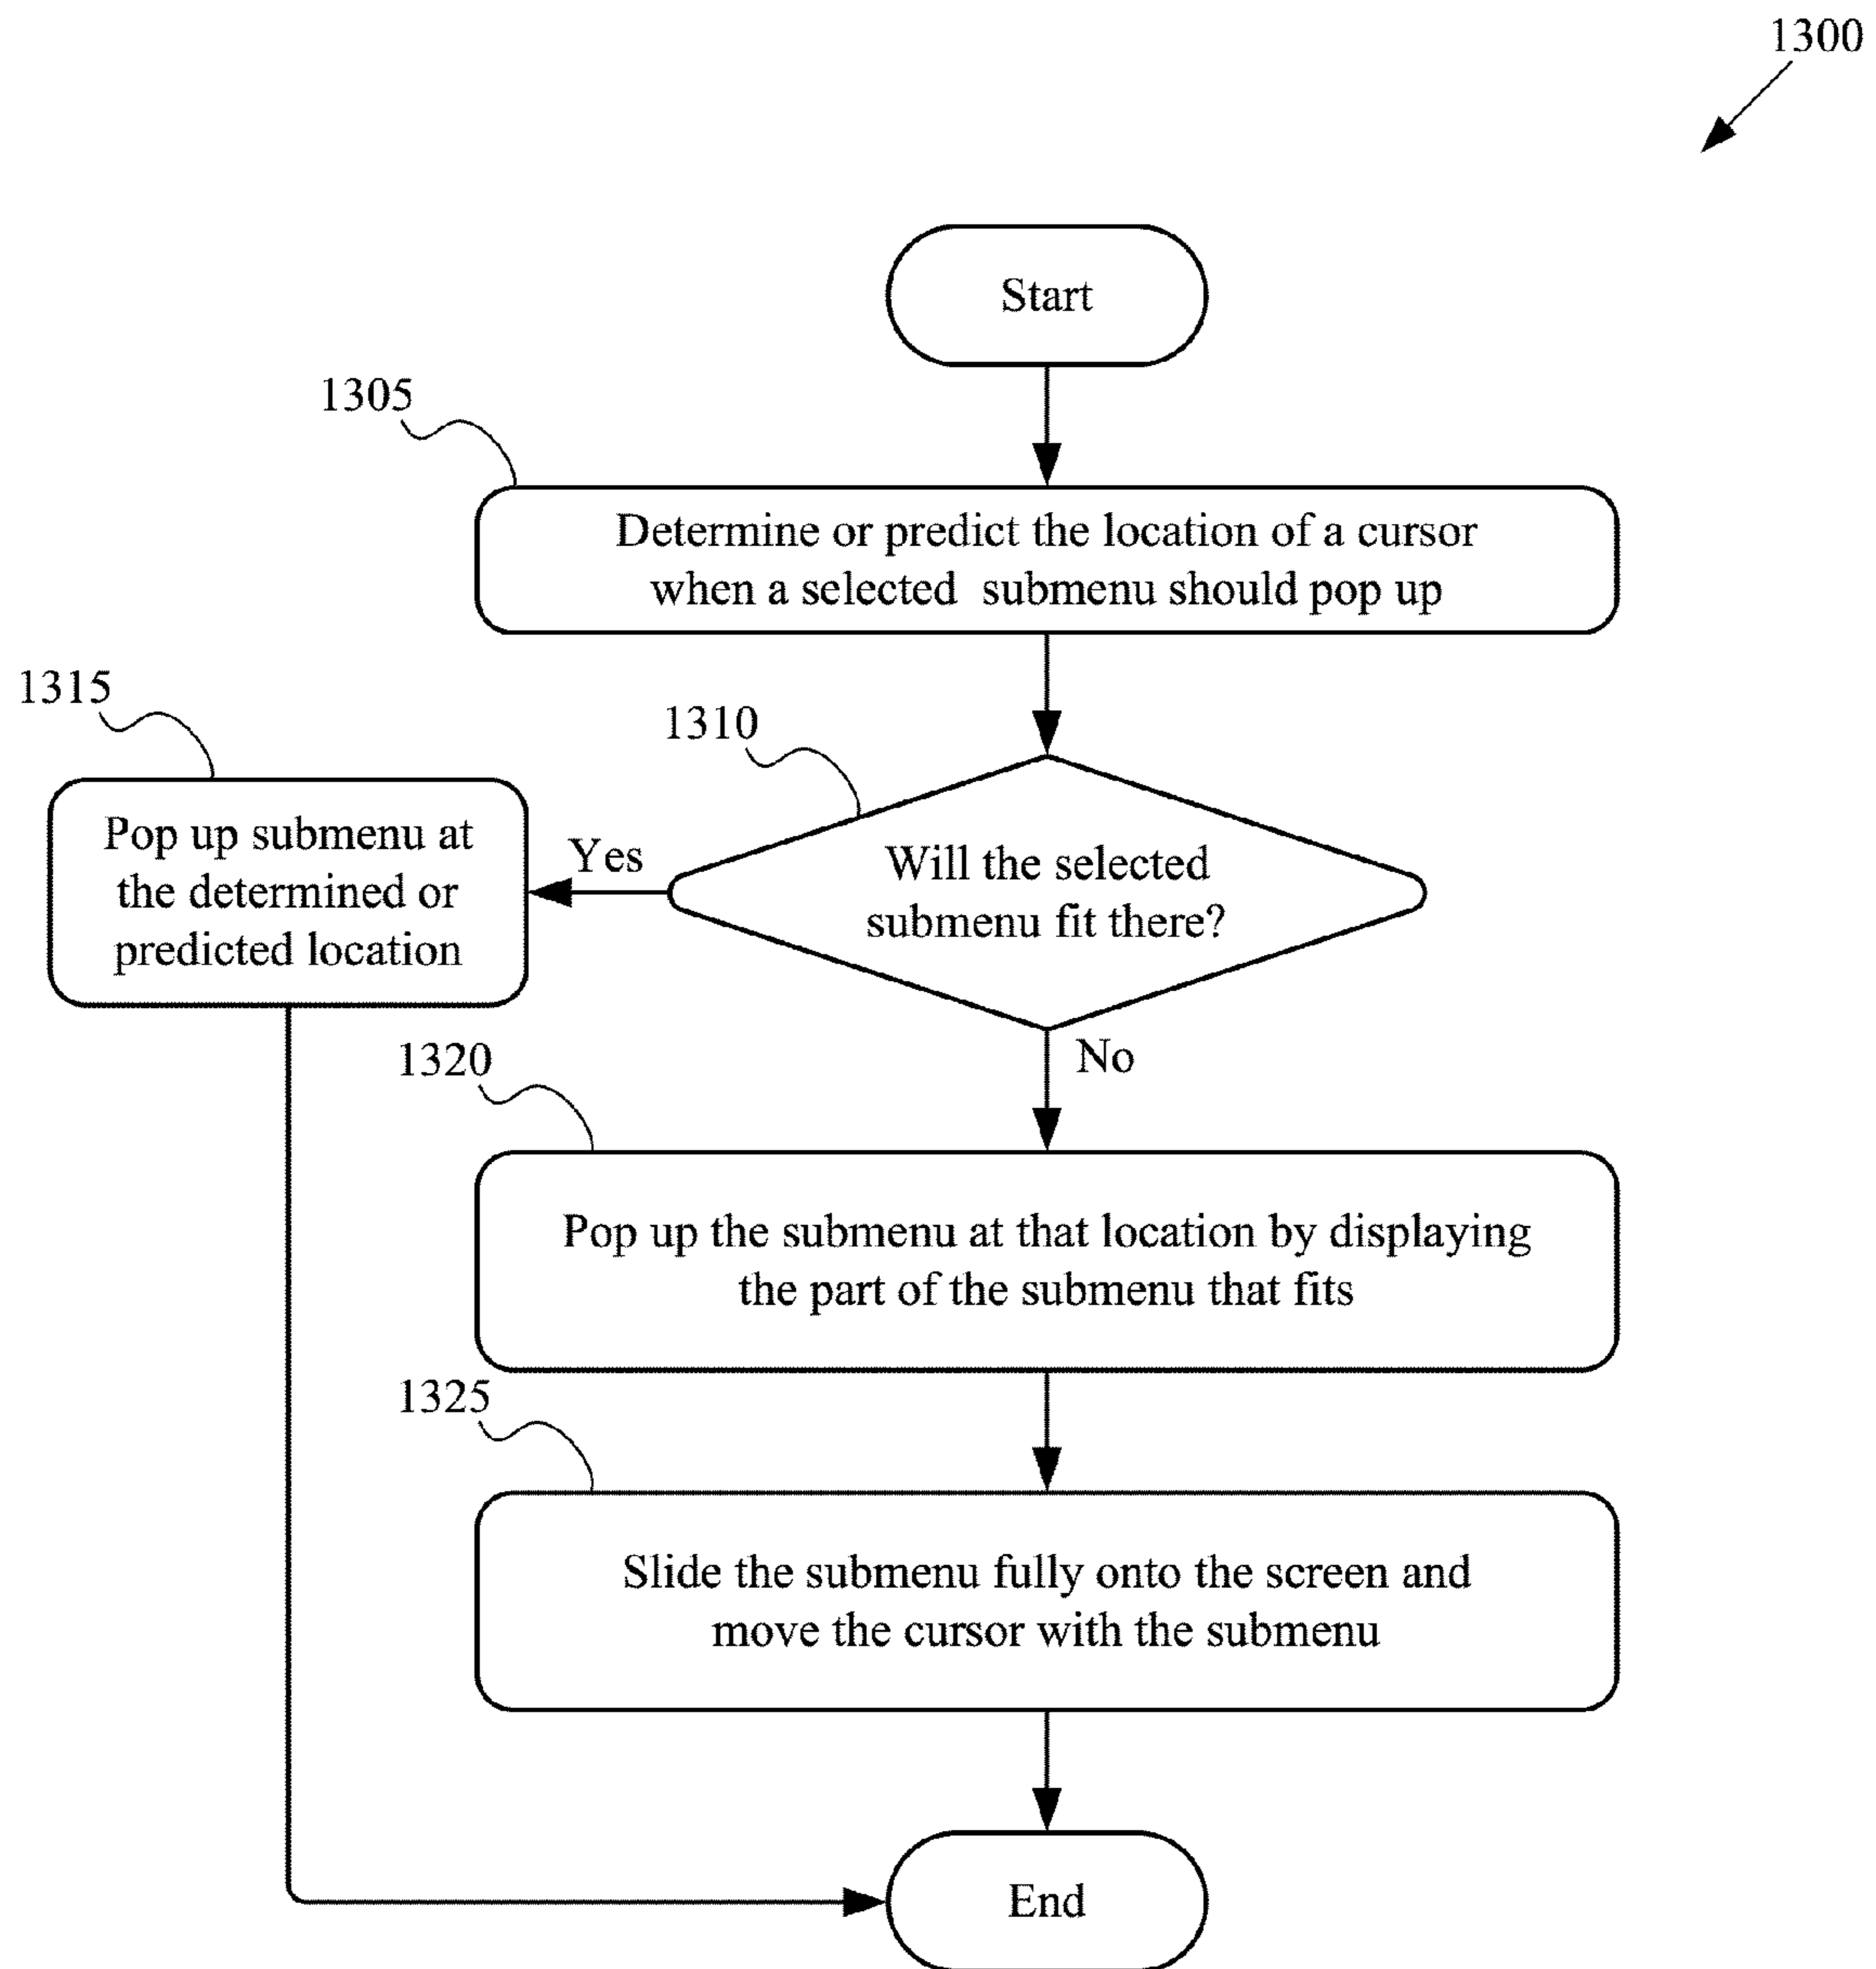 1300
Start
1305
Determine or predict the location of a cursor
when a selected submenu should pop up
1315
1310
Pop up submenu at
the determined or
predicted location
Yes
Will the selected
submenu fit there?
No
1320
Pop up the submenu at that location by displaying
the part of the submenu that fits
1325
Slide the submenu fully onto the screen and
move the cursor with the submenu
End